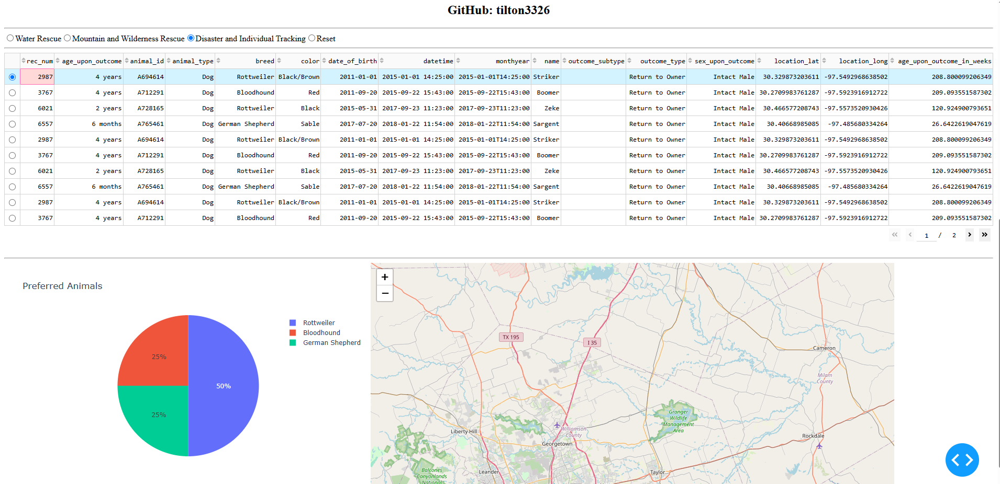 GitHub: tilton3326
Water Rescue Mountain and Wilderness Rescue Disaster and Individual Tracking Reset
rec_num age_upon_outcome animal_id animal_type breed color date_of_birth datetime monthyear name outcome_subtype outcome_type sex_upon_outcome location_lat location_long age_upon_outcome_in_weeks
2987 4 years A694614 Dog Rottweiler Black/Brown 2011-01-01 2015-01-01 14:25:00 2015-01-01T14:25:00 Striker Return to Owner Intact Male 30.329873203611 -97.5492968638502 208.800099206349
3767 4 years A712291 Dog Bloodhound Red 2011-09-20 2015-09-22 15:43:00 2015-09-22T15:43:00 Boomer Return to Owner Intact Male 30.2709983761287 -97.5923916912722 209.093551587302
6021 2 years A728165 Dog Rottweiler Black 2015-05-31 2017-09-23 11:23:00 2017-09-23T11:23:00 Zeke Return to Owner Intact Male 30.466577208743 -97.5573520930426 120.924900793651
6557 6 months A765461 Dog German Shepherd Sable 2017-07-20 2018-01-22 11:54:00 2018-01-22T11:54:00 Sargent Return to Owner Intact Male 30.40668985085 -97.485680334264 26.6422619047619
2987 4 years A694614 Dog Rottweiler Black/Brown 2011-01-01 2015-01-01 14:25:00 2015-01-01T14:25:00 Striker Return to Owner Intact Male 30.329873203611 -97.5492968638502 208.800099206349
3767 4 years A712291 Dog Bloodhound Red 2011-09-20 2015-09-22 15:43:00 2015-09-22T15:43:00 Boomer Return to Owner Intact Male 30.2709983761287 -97.5923916912722 209.093551587302
6021 2 years A728165 Dog Rottweiler Black 2015-05-31 2017-09-23 11:23:00 2017-09-23T11:23:00 Zeke Return to Owner Intact Male 30.466577208743 -97.5573520930426 120.924900793651
6557 6 months A765461 Dog German Shepherd Sable 2017-07-20 2018-01-22 11:54:00 2018-01-22T11:54:00 Sargent Return to Owner Intact Male 30.40668985085 -97.485680334264 26.6422619047619
2987 4 years A694614 Dog Rottweiler Black/Brown 2011-01-01 2015-01-01 14:25:00 2015-01-01T14:25:00 Striker Return to Owner Intact Male 30.329873203611 -97.5492968638502 208.800099206349
3767 4 years A712291 Dog Bloodhound Red 2011-09-20 2015-09-22 15:43:00 2015-09-22T15:43:00 Boomer Return to Owner Intact Male 30.2709983761287 -97.5923916912722 209.093551587302
1 / 2
Preferred Animals
Rottweiler
Bloodhound
German Shepherd
25%
50%
25%
+
−
TX 195
I 35
Cameron
Milam
County
Granger
Wildlife
Management
Area
Liberty Hill
Williamson
County
Georgetown
Rockdale
Leander
Taylor
Balcones
Canyonlands
National